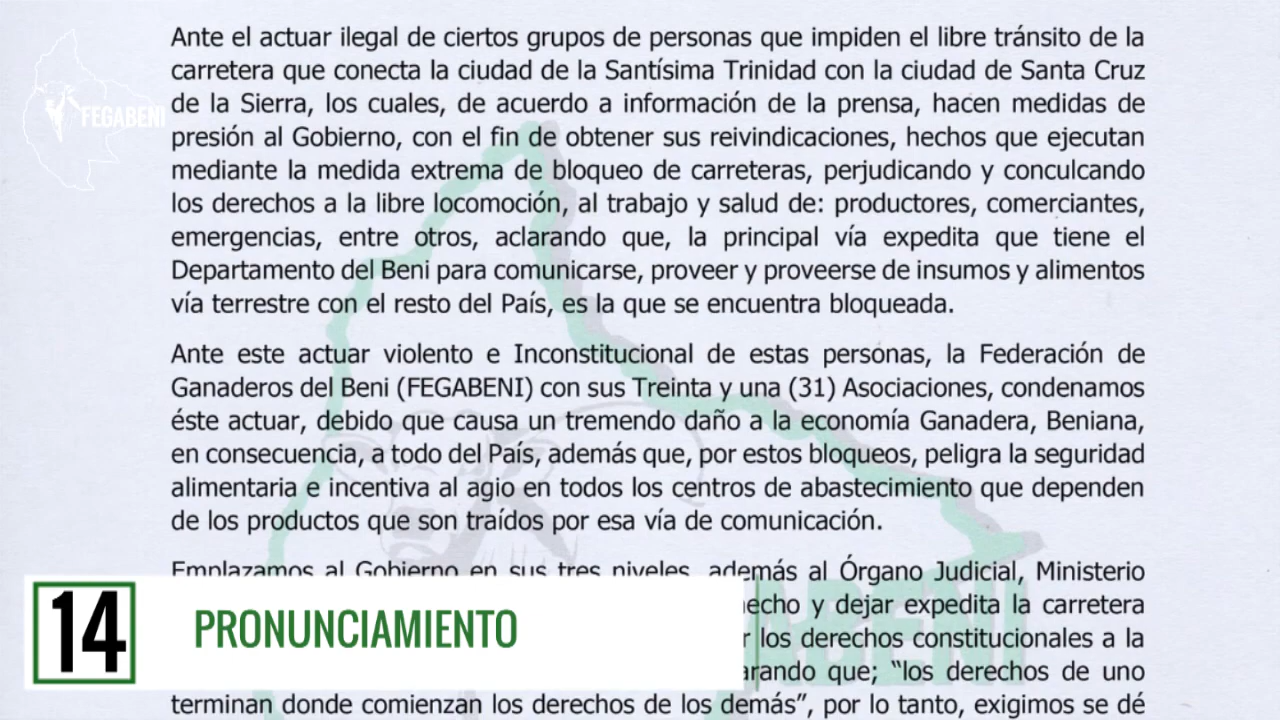 Ante el actuar ilegal de ciertos grupos de personas que impiden el libre tránsito de la
carretera que conecta la ciudad de la Santísima Trinidad con la ciudad de Santa Cruz
de la Sierra, los cuales, de acuerdo a información de la prensa, hacen medidas de
presión al Gobierno, con el fin de obtener sus reivindicaciones, hechos que ejecutan
mediante la medida extrema de bloqueo de carreteras, perjudicando y conculcando
los derechos a la libre locomoción, al trabajo y salud de: productores, comerciantes,
emergencias, entre otros, aclarando que, la principal vía expedita que tiene el
Departamento del Beni para comunicarse, proveer y proveerse de insumos y alimentos
vía terrestre con el resto del País, es la que se encuentra bloqueada.
Ante este actuar violento e Inconstitucional de estas personas, la Federación de
Ganaderos del Beni (FEGABENI) con sus Treinta y una (31) Asociaciones, condenamos
éste actuar, debido que causa un tremendo daño a la economía Ganadera, Beniana,
en consecuencia, a todo del País, además que, por estos bloqueos, peligra la seguridad
alimentaria e incentiva al agio en todos los centros de abastecimiento que dependen
de los productos que son traídos por esa vía de comunicación.
Emplazamos al Gobierno en sus tres niveles, además al Órgano Judicial, Ministerio
hecho y dejar expedita la carretera
los derechos constitucionales a la
que; “los derechos de uno
terminan donde comienzan los derechos de los demás”, por lo tanto, exigimos se dé
FEGABENI
14
PRONUNCIAMIENTO